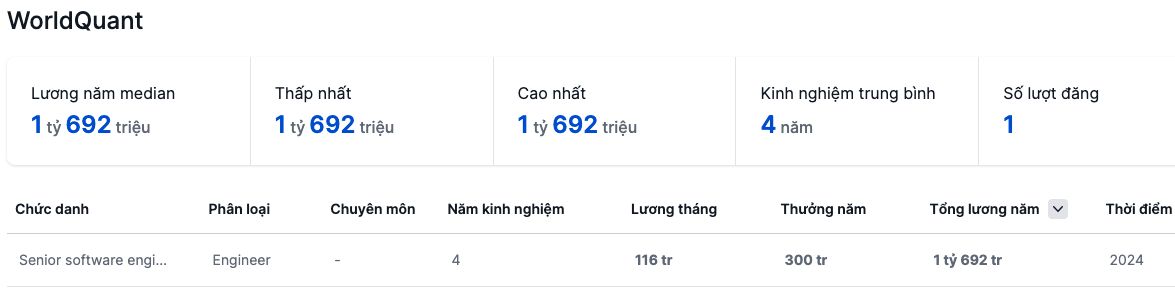 WorldQuant
Lương năm median Thấp nhất Cao nhất Kinh nghiệm trung bình Số lượt đăng
1 tỷ 692 triệu 1 tỷ 692 triệu 1 tỷ 692 triệu 4 năm 1
Chức danh Phân loại Chuyên môn Năm kinh nghiệm Lương tháng Thưởng năm Tổng lương năm Thời điểm
Senior software engi... Engineer - 4 116 tr 300 tr 1 tỷ 692 tr 2024